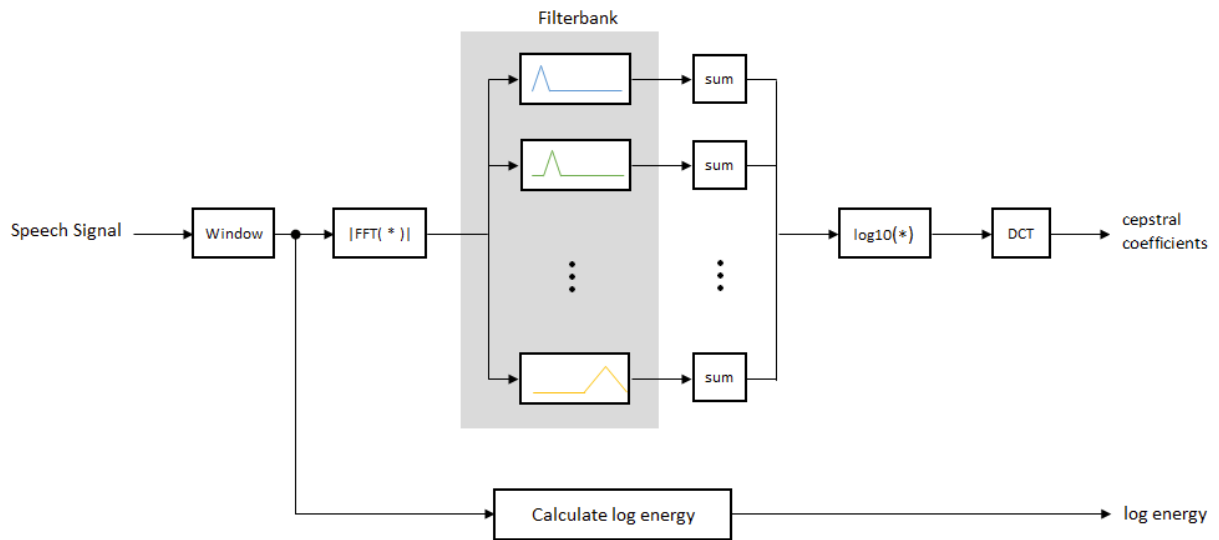 Filterbank
sum
sum
Speech Signal
Window
|FFT( * )|
log10(*)
DCT
cepstral
coefficients
sum
Calculate log energy
log energy